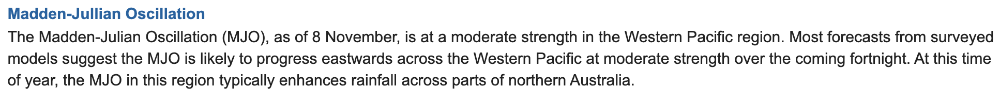 Madden-Jullian Oscillation
The Madden-Julian Oscillation (MJO), as of 8 November, is at a moderate strength in the Western Pacific region. Most forecasts from surveyed
models suggest the MJO is likely to progress eastwards across the Western Pacific at moderate strength over the coming fortnight. At this time
of year, the MJO in this region typically enhances rainfall across parts of northern Australia.